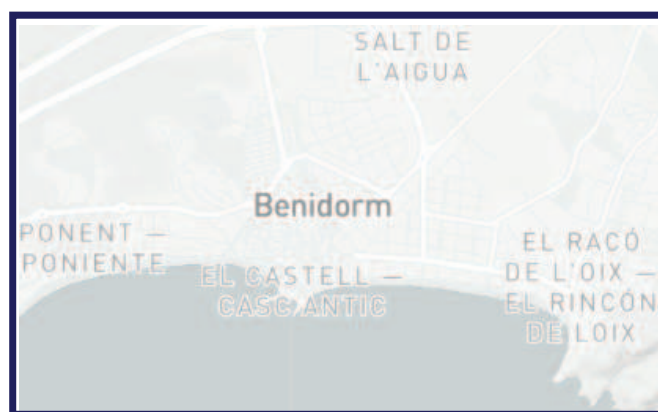 SALT DE
L'AIGUA
Benidorm
PONENT —
PONIENTE
EL CASTELL —
CASC ANTIC
EL RACÓ
DE L'OIX —
EL RINCÓN
DE LOIX